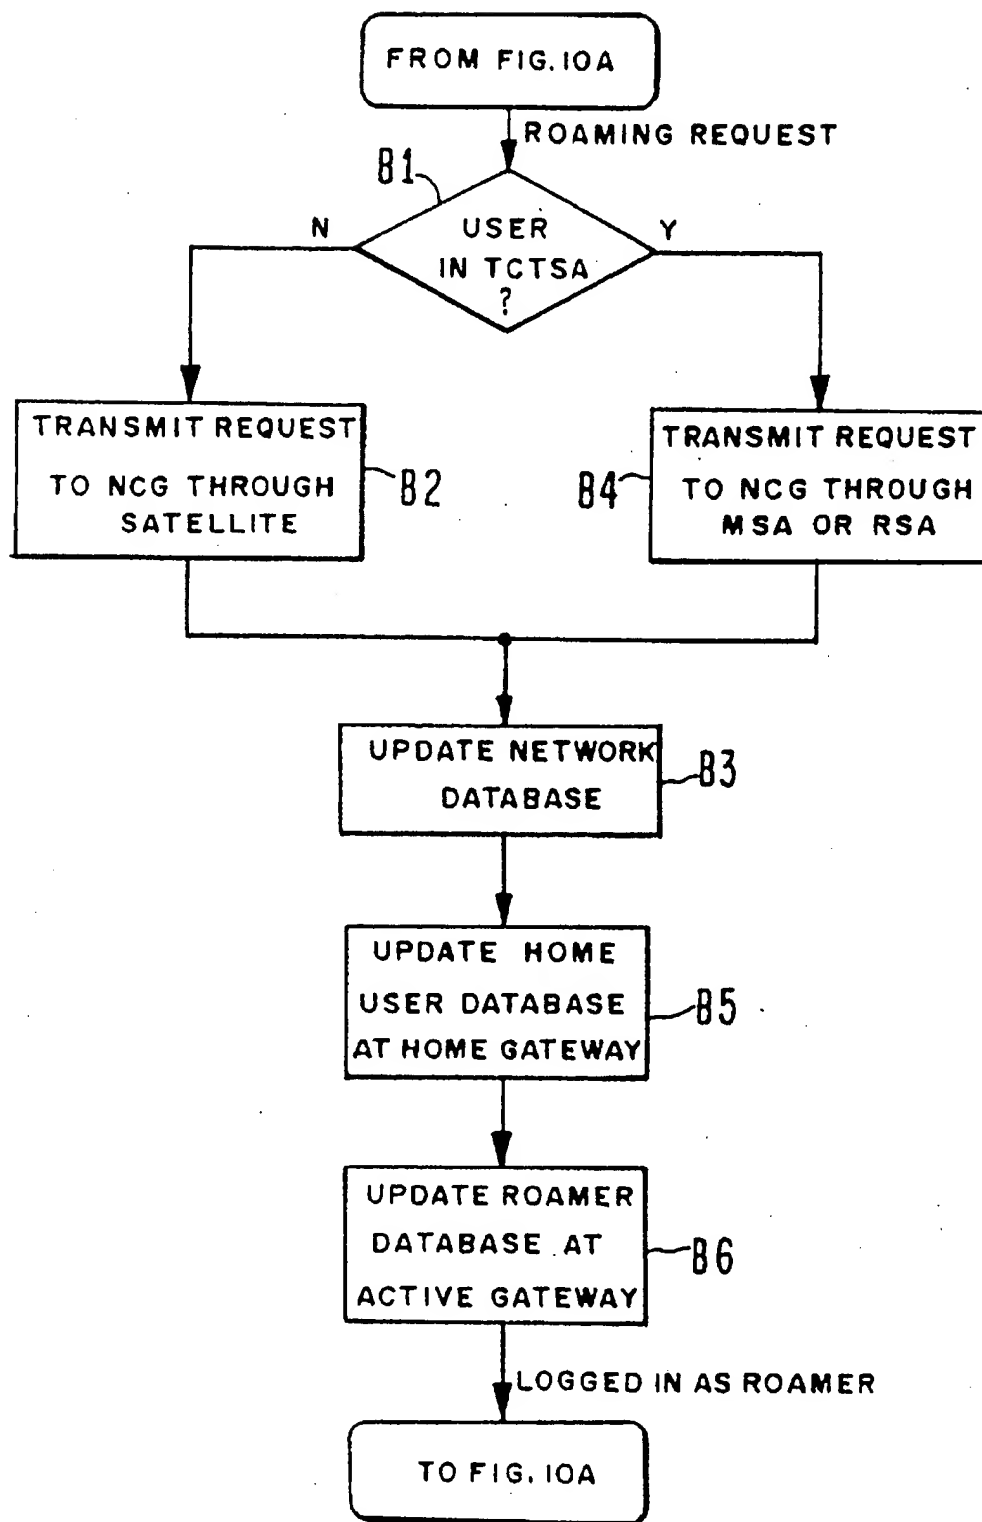 FROM FIG. 10A
ROAMING REQUEST
B1
N
USER
IN TCTSA
?
Y
TRANSMIT REQUEST
TO NCG THROUGH
SATELLITE
B2
B4
TRANSMIT REQUEST
TO NCG THROUGH
MSA OR RSA
UPDATE NETWORK
DATABASE
B3
UPDATE HOME
USER DATABASE
AT HOME GATEWAY
B5
UPDATE ROAMER
DATABASE AT
ACTIVE GATEWAY
B6
LOGGED IN AS ROAMER
TO FIG. 10A